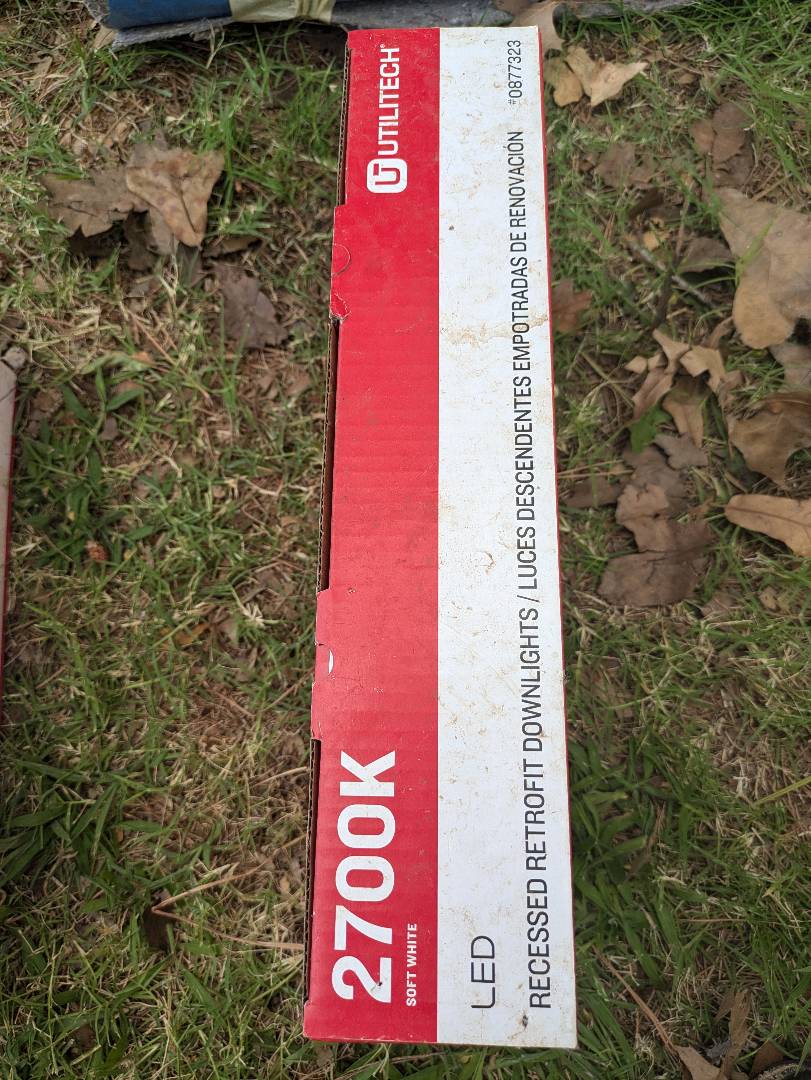 2700K
SOFT WHITE
UTILITECH®
LED
RECESSED RETROFIT DOWNLIGHTS / LUCES DESCENDENTES EMPOTRADAS DE RENOVACIÓN
#0877323